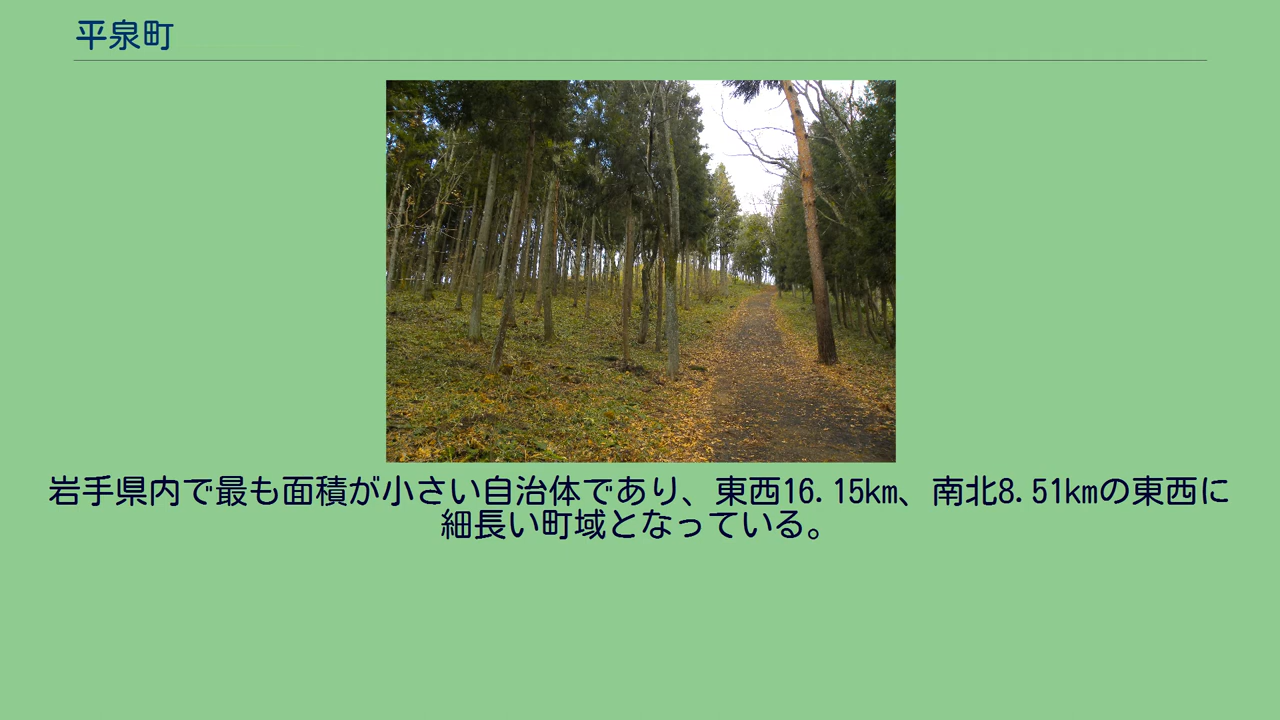 平泉町
岩手県内で最も面積が小さい自治体であり、東西16.15km、南北8.51kmの東西に
細長い町域となっている。